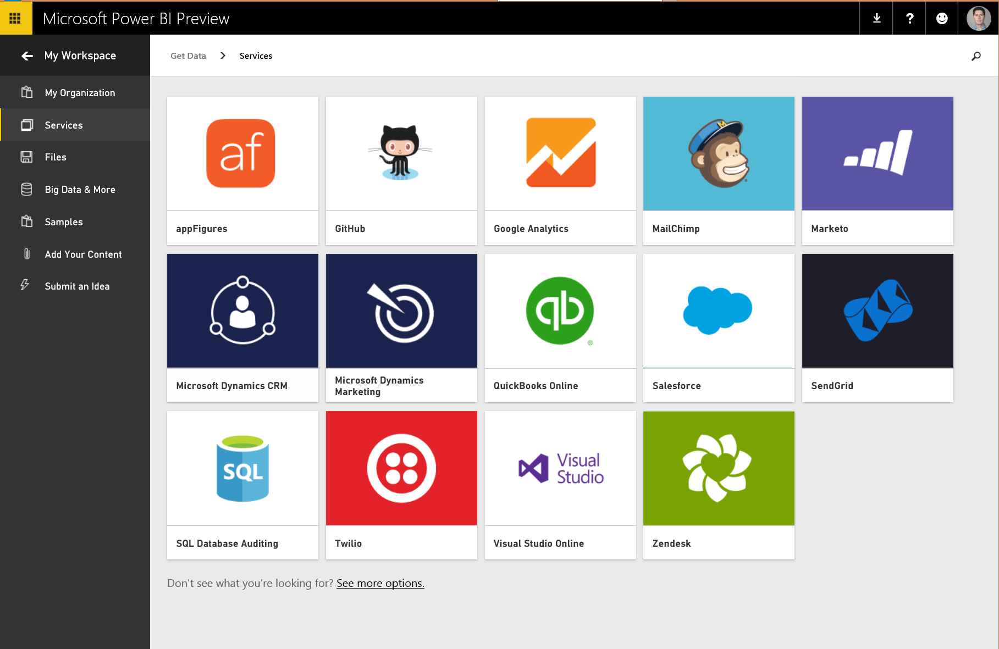 Microsoft Power BI Preview
?
My Workspace
Get Data > Services
My Organization
Services
Files
Big Data & More
Samples
Add Your Content
Submit an Idea
af
M
appFigures
GitHub
Google Analytics
MailChimp
Marketo
qb
®
Microsoft Dynamics CRM
Microsoft Dynamics
Marketing
QuickBooks Online
Salesforce
SendGrid
SQL
Visual
Studio
SQL Database Auditing
Twilio
Visual Studio Online
Zendesk
Don't see what you're looking for? See more options.